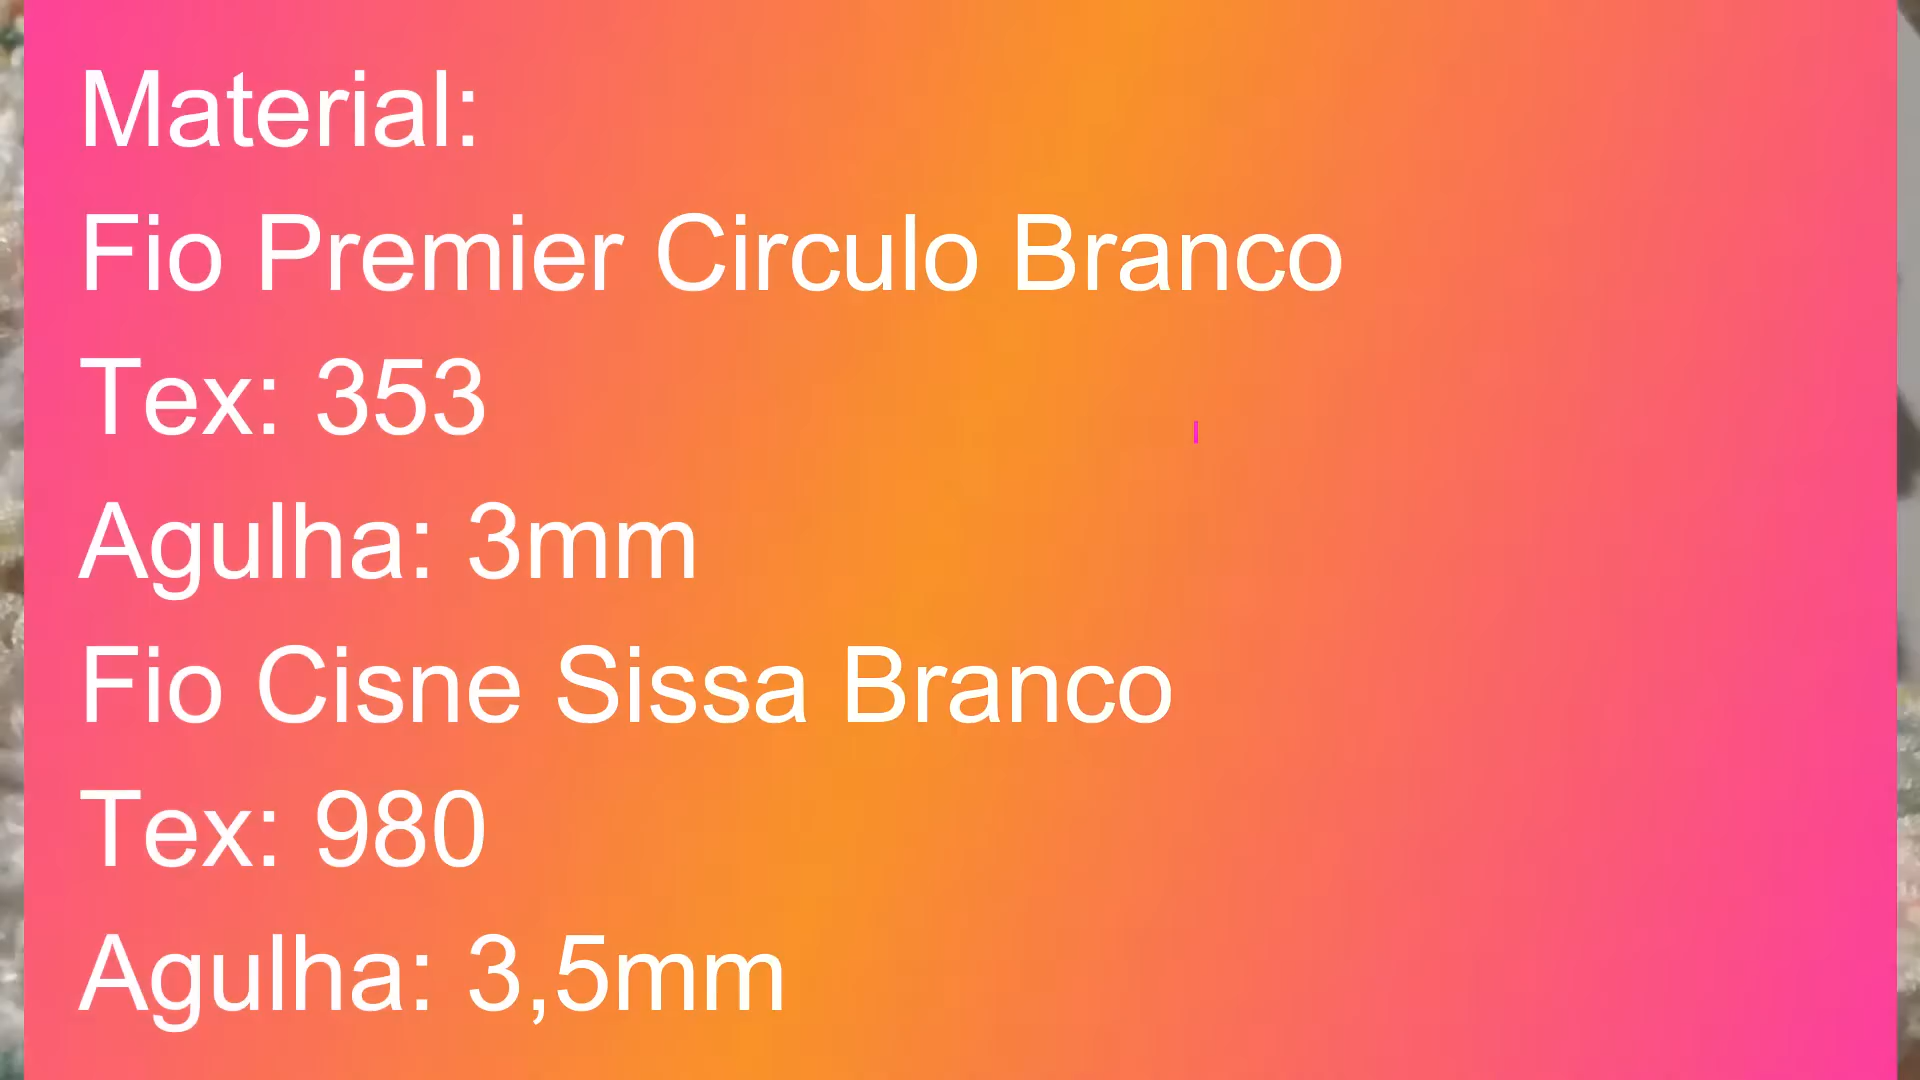 Material:
Fio Premier Circulo Branco
Tex: 353
Agulha: 3mm
Fio Cisne Sissa Branco
Tex: 980
Agulha: 3,5mm